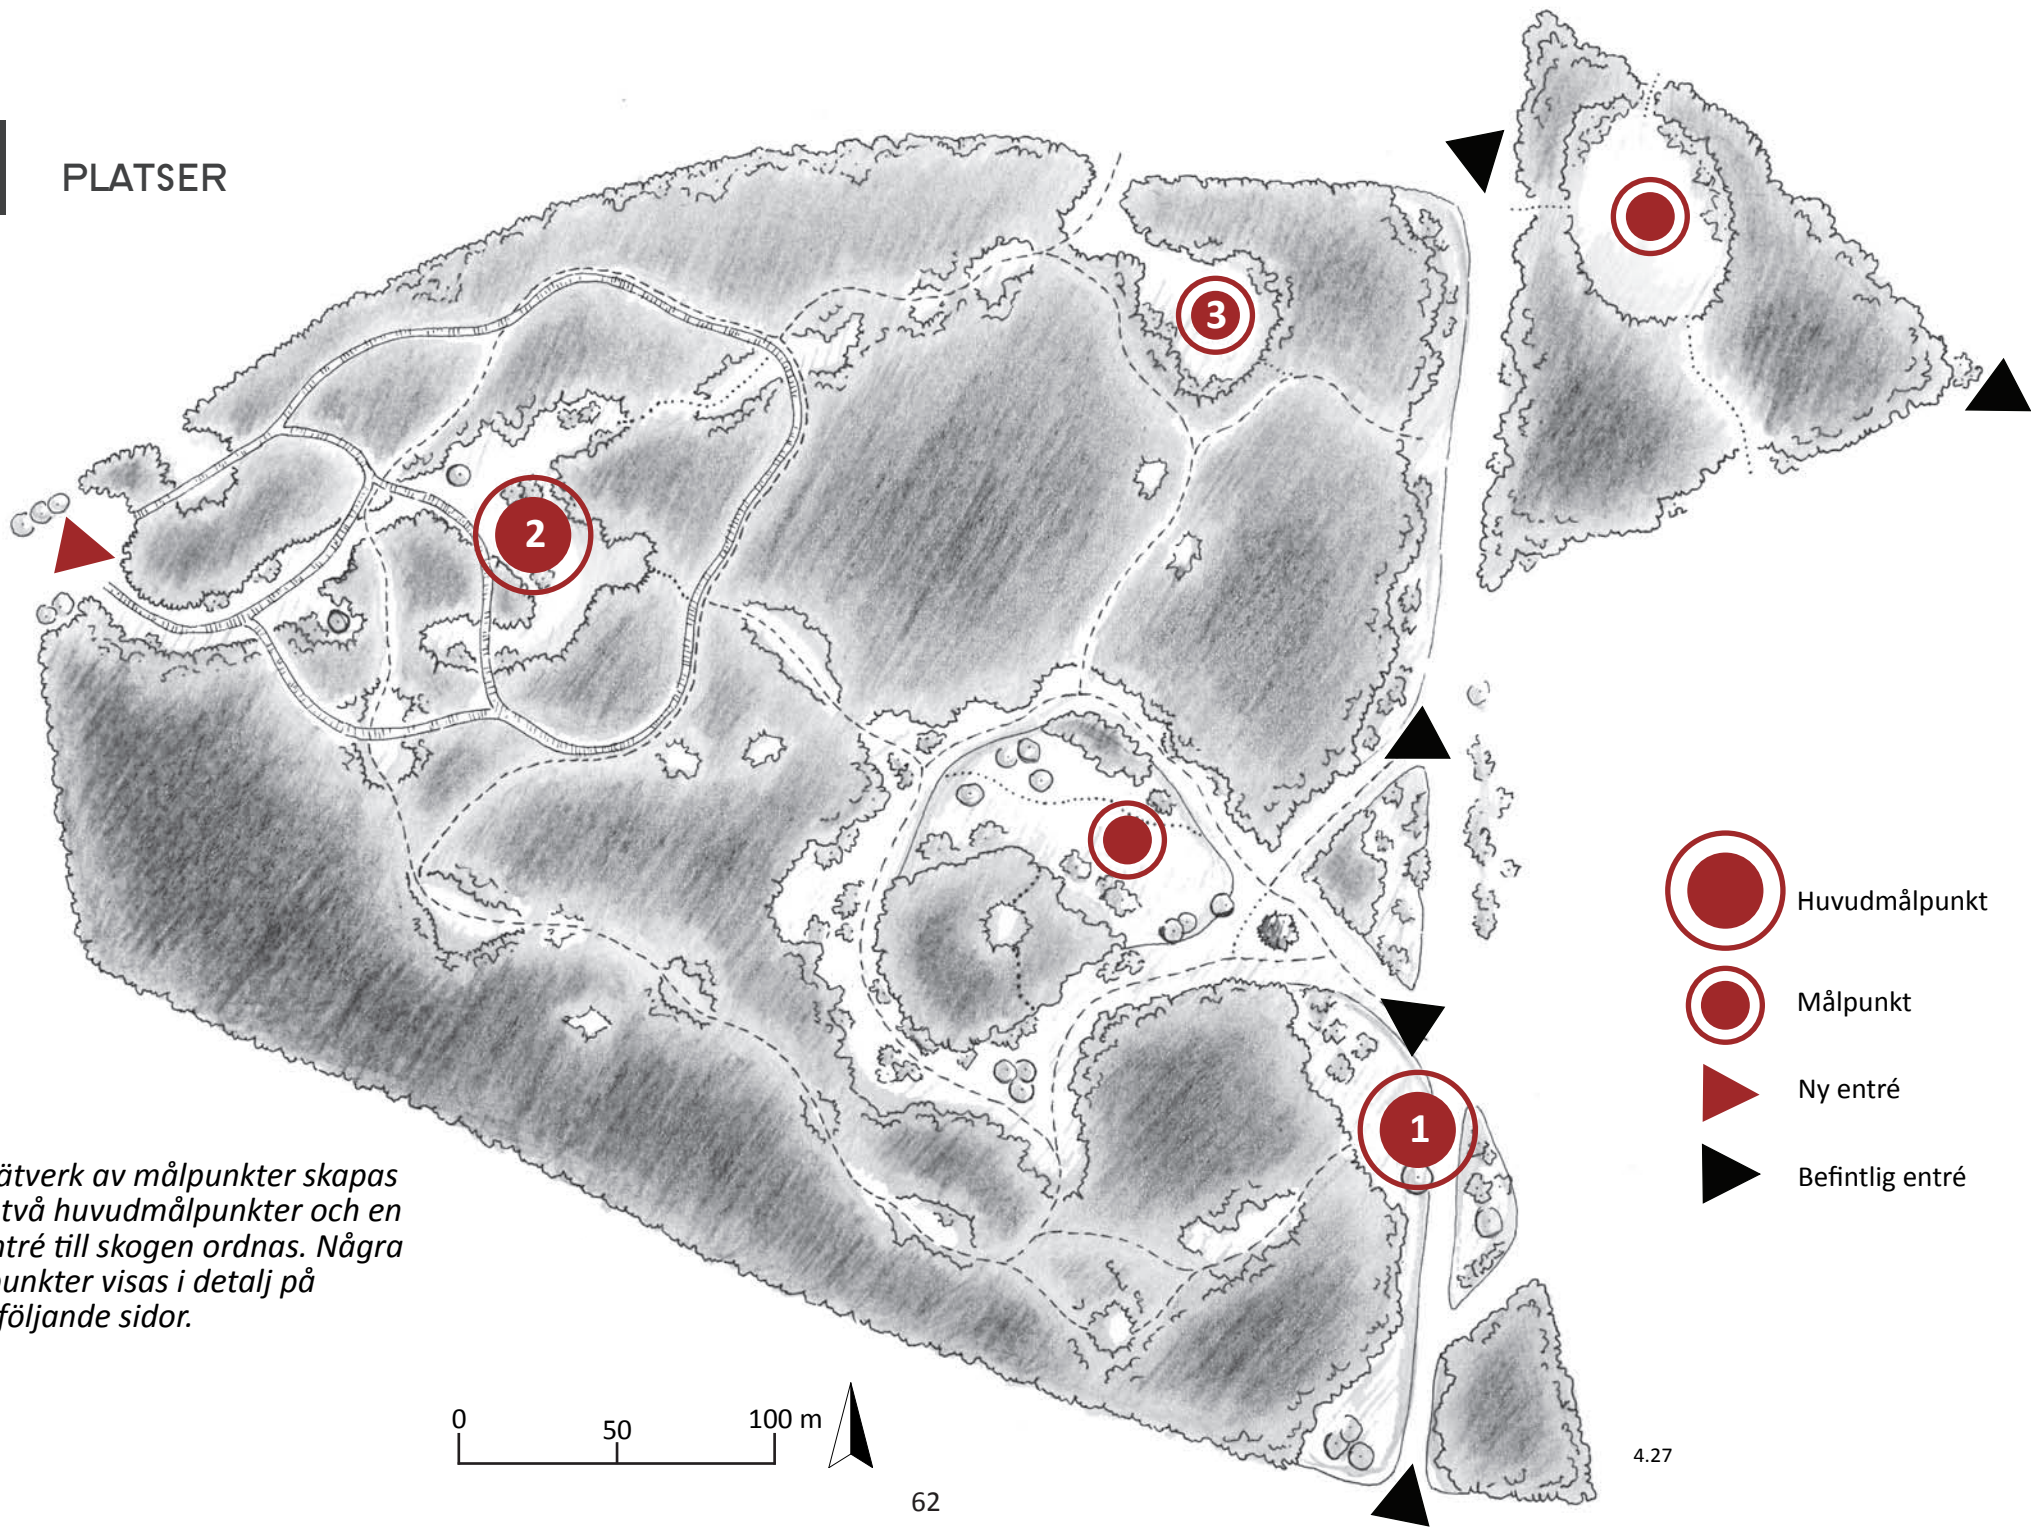 PLATSER
3
2
1
Huvudmålpunkt
Målpunkt
Ny entré
Befintlig entré
ätverk av målpunkter skapas
två huvudmålpunkter och en
ntré till skogen ordnas. Några
punkter visas i detalj på
följande sidor.
0 50 100 m
4.27
62